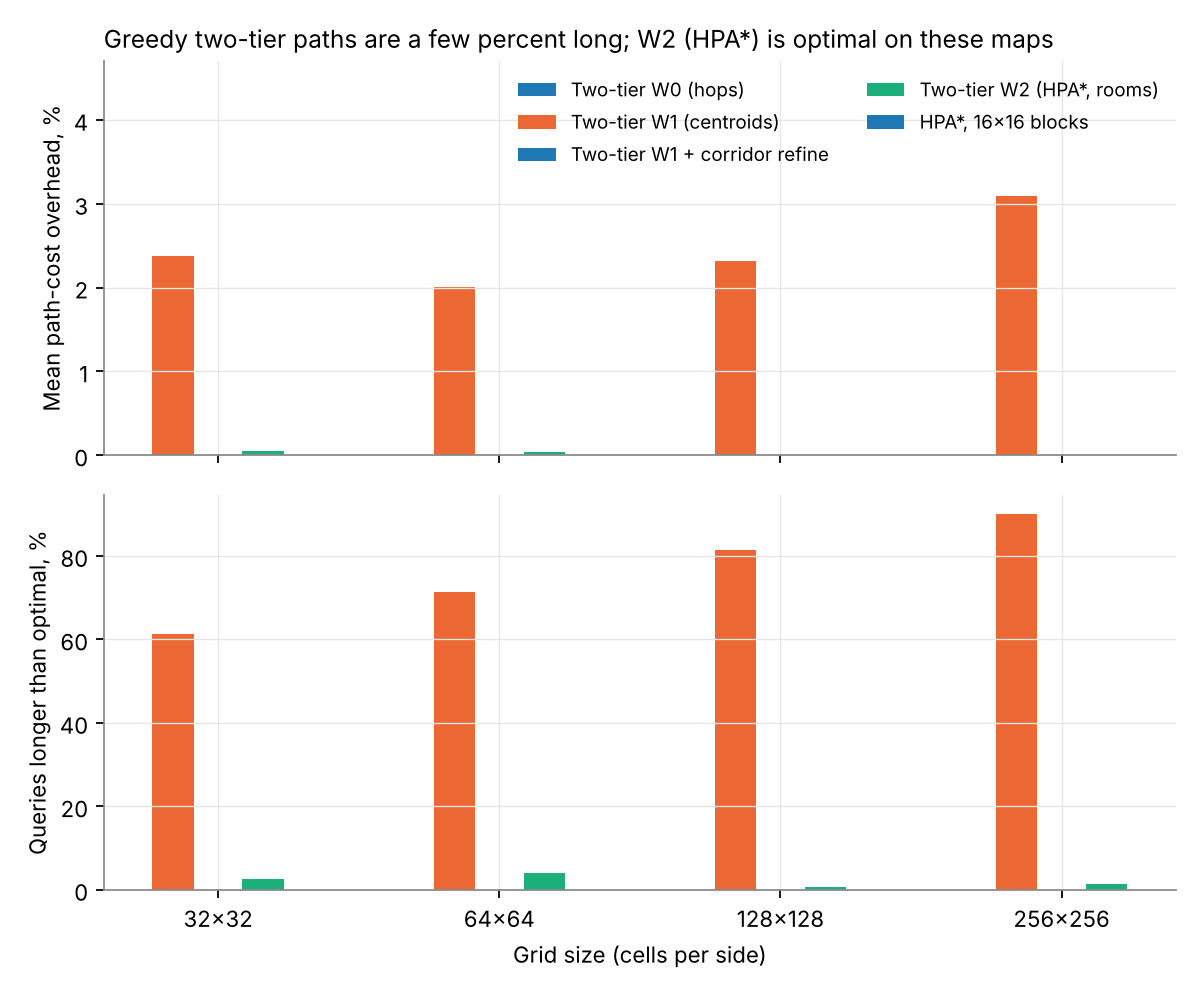 Greedy two-tier paths are a few percent long; W2 (HPA*) is optimal on these maps
Two-tier W0 (hops)
Two-tier W1 (centroids)
Two-tier W1 + corridor refine
Two-tier W2 (HPA*, rooms)
HPA*, 16×16 blocks
Mean path-cost overhead, %
4
3
2
1
0
Queries longer than optimal, %
80
60
40
20
0
32×32
64×64
128×128
256×256
Grid size (cells per side)